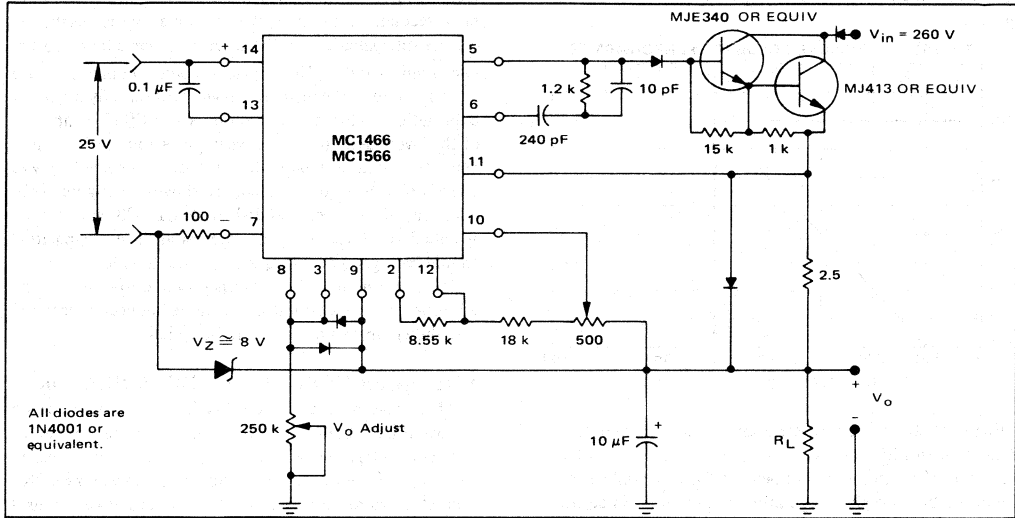 MJE340 OR EQUIV
V_in = 260 V
MJ413 OR EQUIV
+ 14
5
0.1 μF
1.2 k
10 pF
13
6
240 pF
15 k
1 k
25 V
MC1466
MC1566
11
10
100
–
7
8
3
9
2
12
2.5
8.55 k
18 k
500
V_Z ≅ 8 V
+
V_o
–
All diodes are
1N4001 or
equivalent.
250 k
V_o Adjust
10 μF
+
R_L